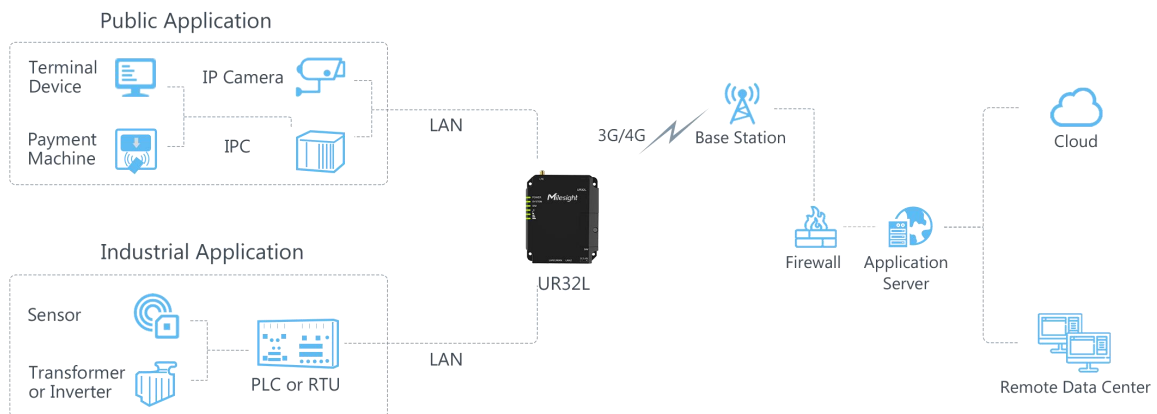 Public Application
Terminal
Device
IP Camera
Payment
Machine
IPC
LAN
3G/4G
Base Station
Cloud
Milesight
UR32L
Firewall
Application
Server
Industrial Application
Sensor
Transformer
or Inverter
PLC or RTU
LAN
Remote Data Center